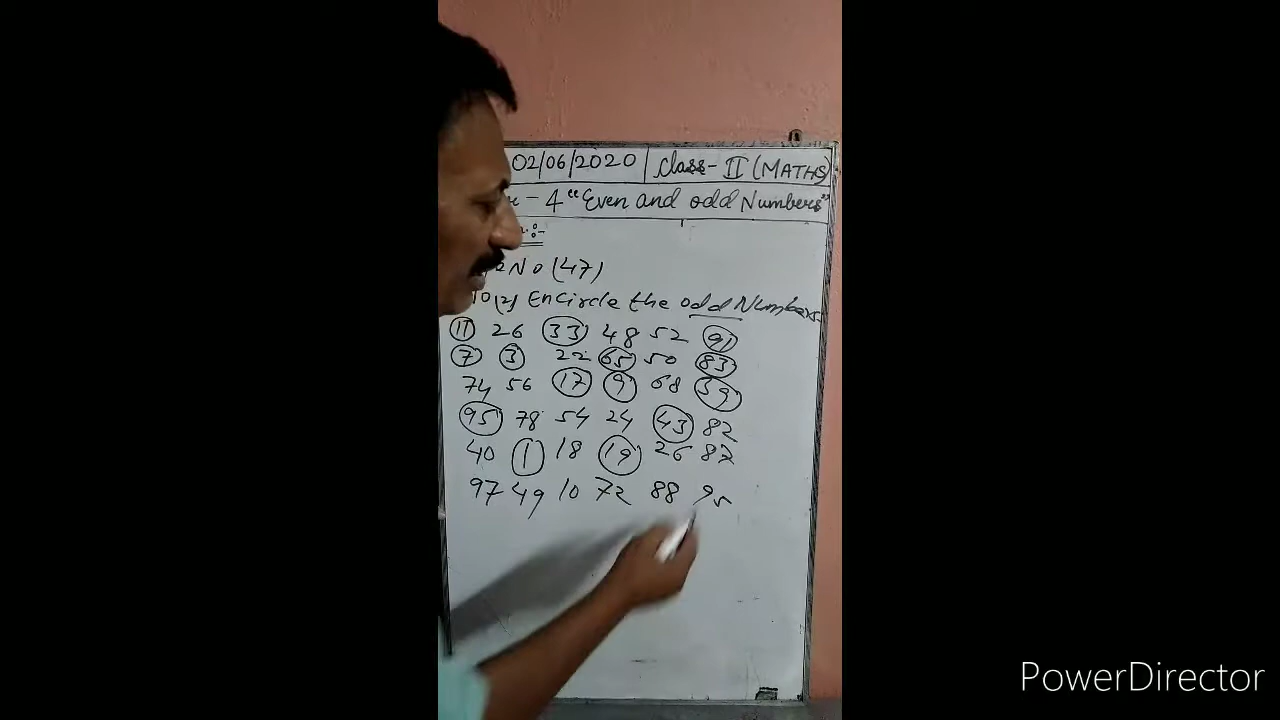 02/06/2020 Class- II (MATHS)
- 4 "Even and odd Numbers"
:-
No (47)
(2) Encircle the odd Numbers
11 26 33 48 52 91
7 3 22 65 50 83
74 56 17 9 68 59
95 78 54 24 43 82
40 1 18 19 26 87
97 49 10 72 88 95
PowerDirector